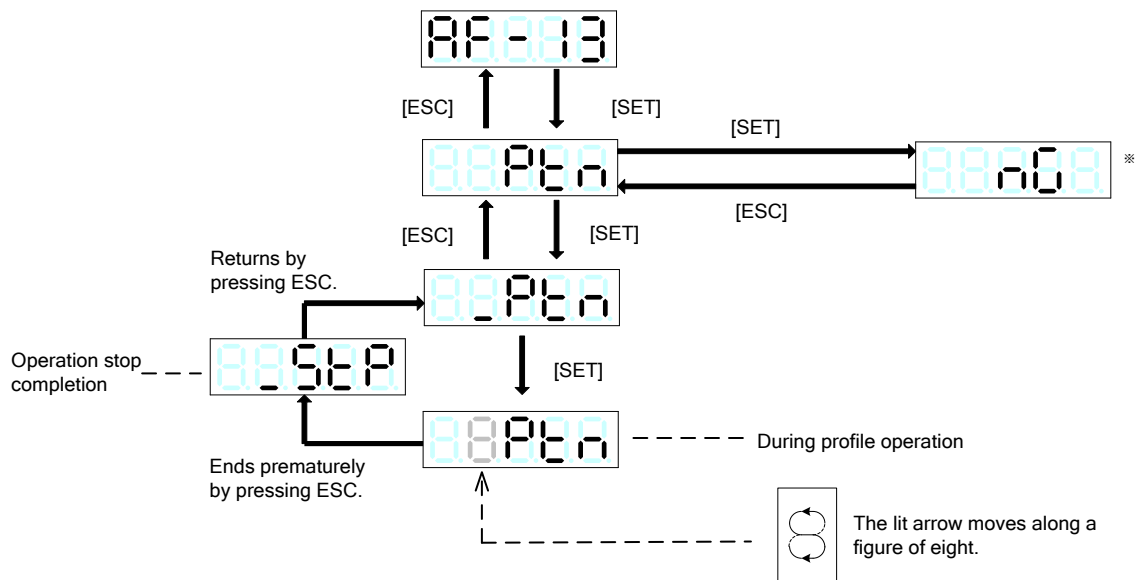 AF-13
[ESC]
[SET]
[SET]
Ptn
nG
※
[ESC]
[ESC]
[SET]
Returns by
pressing ESC.
_Ptn
Operation stop
completion
_StP
[SET]
Ptn
During profile operation
Ends prematurely
by pressing ESC.
The lit arrow moves along a
figure of eight.